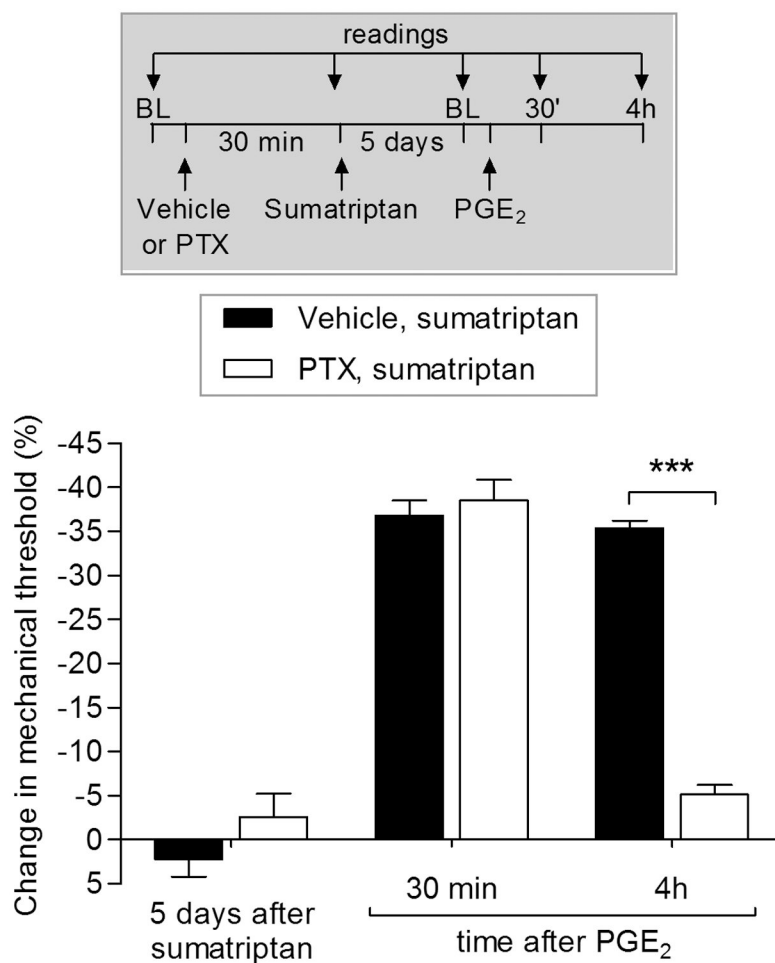 readings
BL BL 30' 4h
30 min 5 days
Vehicle or PTX Sumatriptan PGE₂
Vehicle, sumatriptan
PTX, sumatriptan
Change in mechanical threshold (%)
-45
-40
-35
-30
-25
-20
-15
-10
-5
0
5
***
5 days after sumatriptan
30 min 4h
time after PGE₂